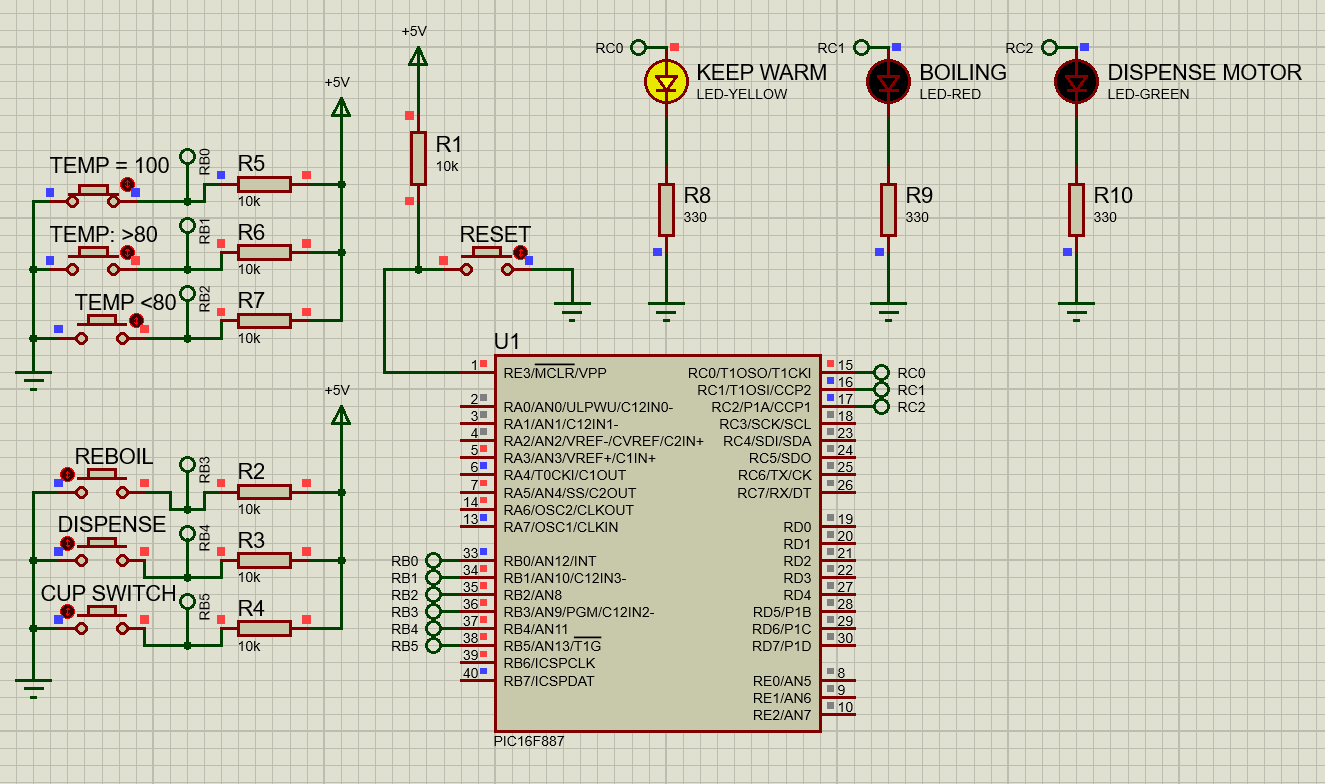 +5V
RC0
KEEP WARM
LED-YELLOW
RC1
BOILING
LED-RED
RC2
DISPENSE MOTOR
LED-GREEN
+5V
R1
10k
TEMP = 100
RB0
R5
10k
TEMP: >80
RB1
R6
10k
TEMP <80
RB2
R7
10k
RESET
R8
330
R9
330
R10
330
+5V
REBOIL
RB3
R2
10k
DISPENSE
RB4
R3
10k
CUP SWITCH
RB5
R4
10k
U1
1 RE3/MCLR/VPP
2 RA0/AN0/ULPWU/C12IN0-
3 RA1/AN1/C12IN1-
4 RA2/AN2/VREF-/CVREF/C2IN+
5 RA3/AN3/VREF+/C1IN+
6 RA4/T0CKI/C1OUT
7 RA5/AN4/SS/C2OUT
14 RA6/OSC2/CLKOUT
13 RA7/OSC1/CLKIN
RB0 33 RB0/AN12/INT
RB1 34 RB1/AN10/C12IN3-
RB2 35 RB2/AN8
RB3 36 RB3/AN9/PGM/C12IN2-
RB4 37 RB4/AN11
RB5 38 RB5/AN13/T1G
39 RB6/ICSPCLK
40 RB7/ICSPDAT
RC0/T1OSO/T1CKI 15 RC0
RC1/T1OSI/CCP2 16 RC1
RC2/P1A/CCP1 17 RC2
RC3/SCK/SCL 18
RC4/SDI/SDA 23
RC5/SDO 24
RC6/TX/CK 25
RC7/RX/DT 26
RD0 19
RD1 20
RD2 21
RD3 22
RD4 27
RD5/P1B 28
RD6/P1C 29
RD7/P1D 30
RE0/AN5 8
RE1/AN6 9
RE2/AN7 10
PIC16F887